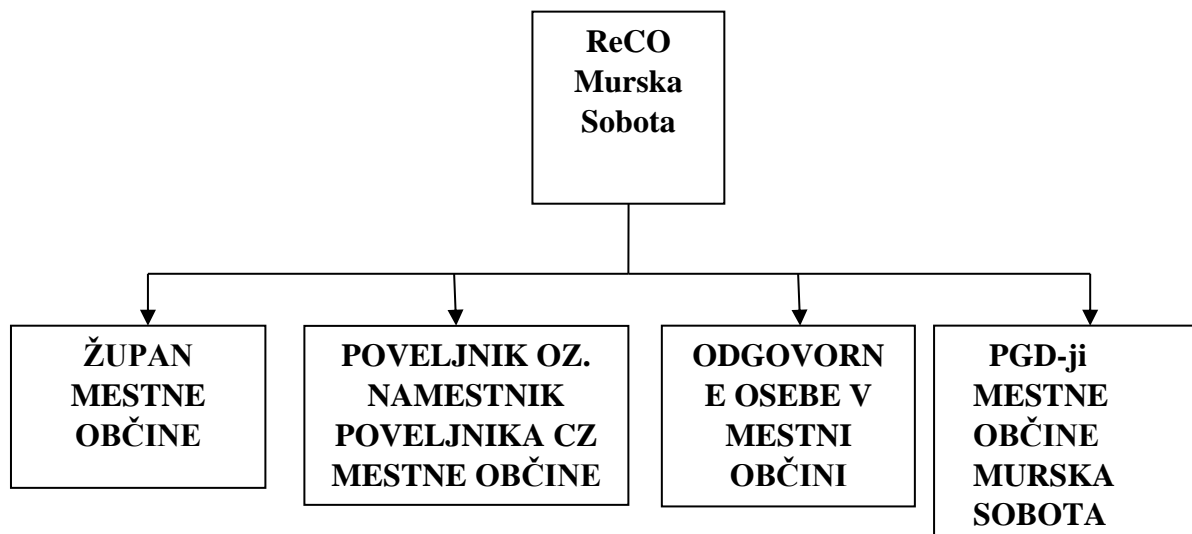 ReCO
Murska
Sobota
ŽUPAN
MESTNE
OBČINE
POVELJNIK OZ.
NAMESTNIK
POVELJNIKA CZ
MESTNE OBČINE
ODGOVORN
E OSEBE V
MESTNI
OBČINI
PGD-ji
MESTNE
OBČINE
MURSKA
SOBOTA